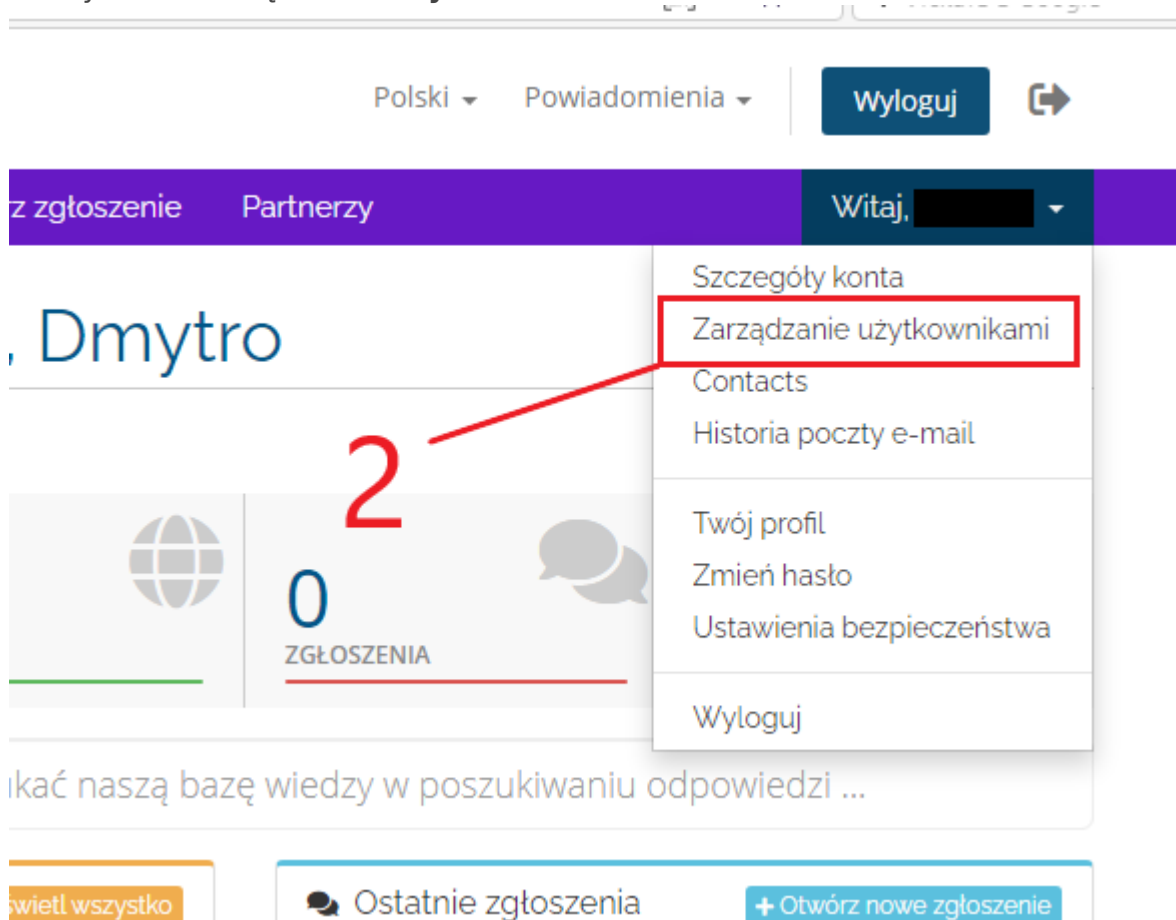 Polski Powiadomienia Wyloguj
z zgłoszenie Partnerzy Witaj,
Szczegóły konta
, Dmytro
Zarządzanie użytkownikami
Contacts
Historia poczty e-mail
2
Twój profil
Zmień hasło
Ustawienia bezpieczeństwa
Wyloguj
0
ZGŁOSZENIA
ukać naszą bazę wiedzy w poszukiwaniu odpowiedzi ...
świetl wszystko
Ostatnie zgłoszenia
+ Otwórz nowe zgłoszenie